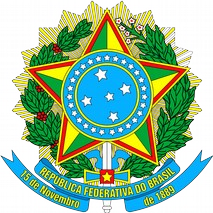 REPÚBLICA FEDERATIVA DO BRASIL
15 de Novembro
de 1889